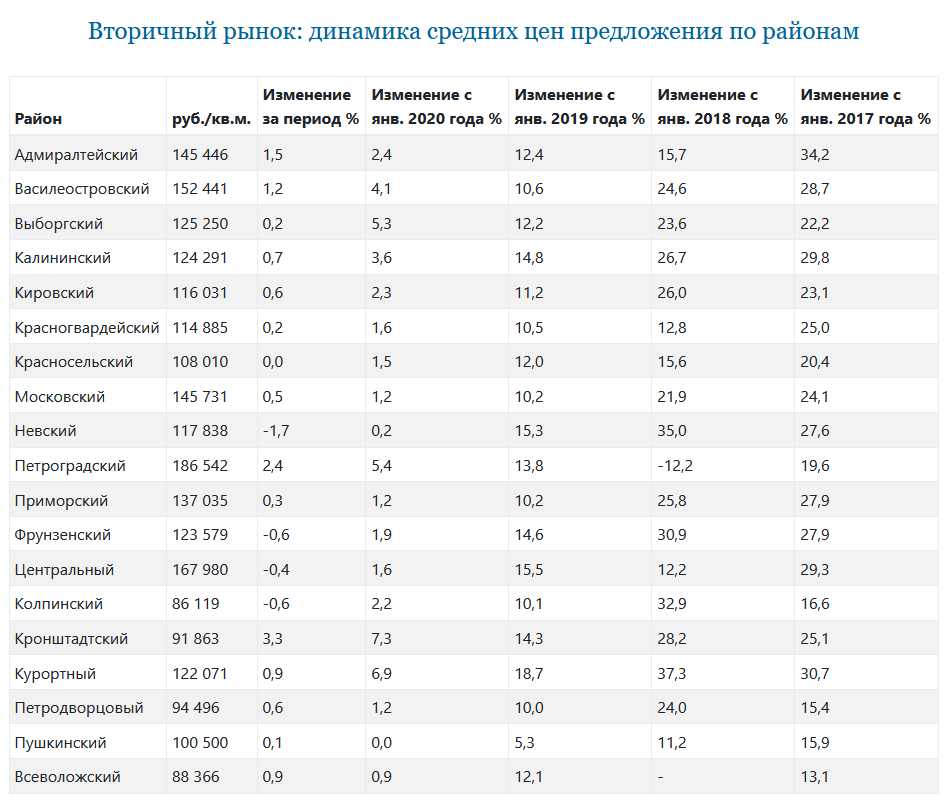 Вторичный рынок: динамика средних цен предложения по районам
Район руб./кв.м. Изменение за период % Изменение с янв. 2020 года % Изменение с янв. 2019 года % Изменение с янв. 2018 года % Изменение с янв. 2017 года %
Адмиралтейский 145 446 1,5 2,4 12,4 15,7 34,2
Василеостровский 152 441 1,2 4,1 10,6 24,6 28,7
Выборгский 125 250 0,2 5,3 12,2 23,6 22,2
Калининский 124 291 0,7 3,6 14,8 26,7 29,8
Кировский 116 031 0,6 2,3 11,2 26,0 23,1
Красногвардейский 114 885 0,2 1,6 10,5 12,8 25,0
Красносельский 108 010 0,0 1,5 12,0 15,6 20,4
Московский 145 731 0,5 1,2 10,2 21,9 24,1
Невский 117 838 -1,7 0,2 15,3 35,0 27,6
Петроградский 186 542 2,4 5,4 13,8 -12,2 19,6
Приморский 137 035 0,3 1,2 10,2 25,8 27,9
Фрунзенский 123 579 -0,6 1,9 14,6 30,9 27,9
Центральный 167 980 -0,4 1,6 15,5 12,2 29,3
Колпинский 86 119 -0,6 2,2 10,1 32,9 16,6
Кронштадтский 91 863 3,3 7,3 14,3 28,2 25,1
Курортный 122 071 0,9 6,9 18,7 37,3 30,7
Петродворцовый 94 496 0,6 1,2 10,0 24,0 15,4
Пушкинский 100 500 0,1 0,0 5,3 11,2 15,9
Всеволожский 88 366 0,9 0,9 12,1 - 13,1